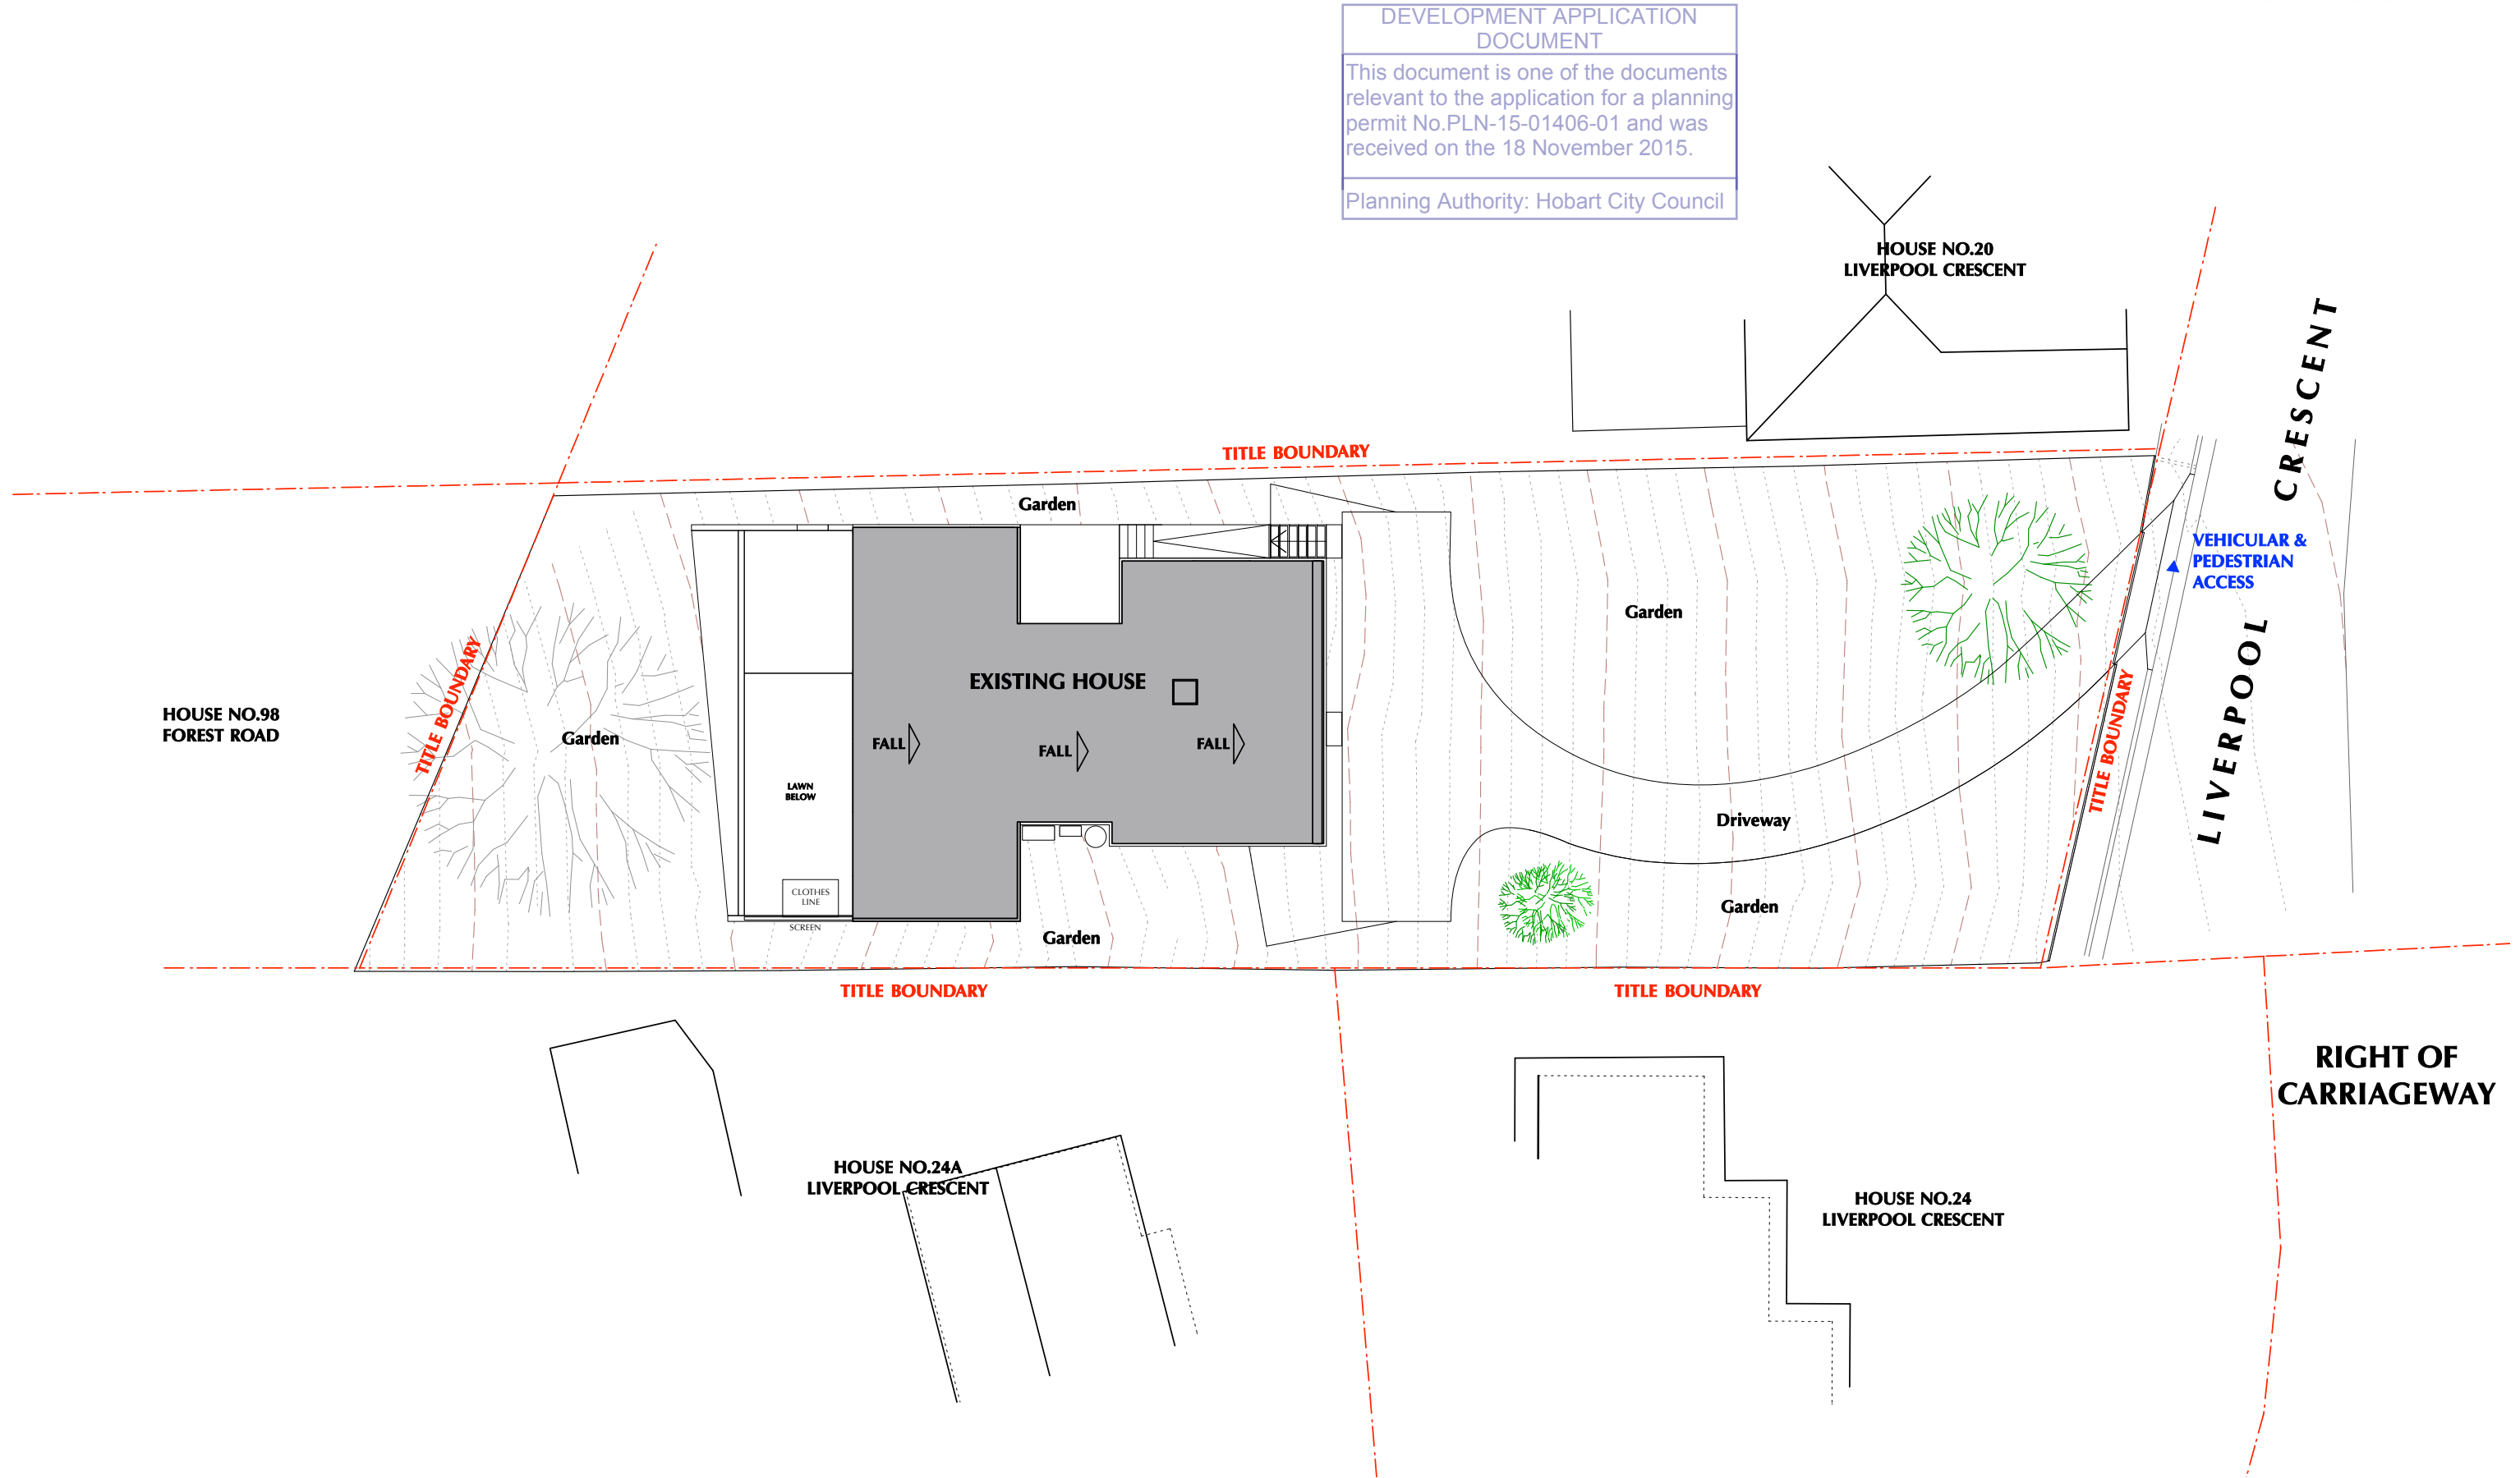 DEVELOPMENT APPLICATION
DOCUMENT
This document is one of the documents
relevant to the application for a planning
permit No.PLN-15-01406-01 and was
received on the 18 November 2015.
Planning Authority: Hobart City Council
HOUSE NO.20
LIVERPOOL CRESCENT
LIVERPOOL CRESCENT
TITLE BOUNDARY
Garden
VEHICULAR &
PEDESTRIAN
ACCESS
Garden
TITLE BOUNDARY
EXISTING HOUSE
HOUSE NO.98
FOREST ROAD
Garden
FALL
FALL
FALL
TITLE BOUNDARY
LAWN
BELOW
Driveway
CLOTHES
LINE
SCREEN
Garden
Garden
TITLE BOUNDARY
TITLE BOUNDARY
RIGHT OF
CARRIAGEWAY
HOUSE NO.24A
LIVERPOOL CRESCENT
HOUSE NO.24
LIVERPOOL CRESCENT